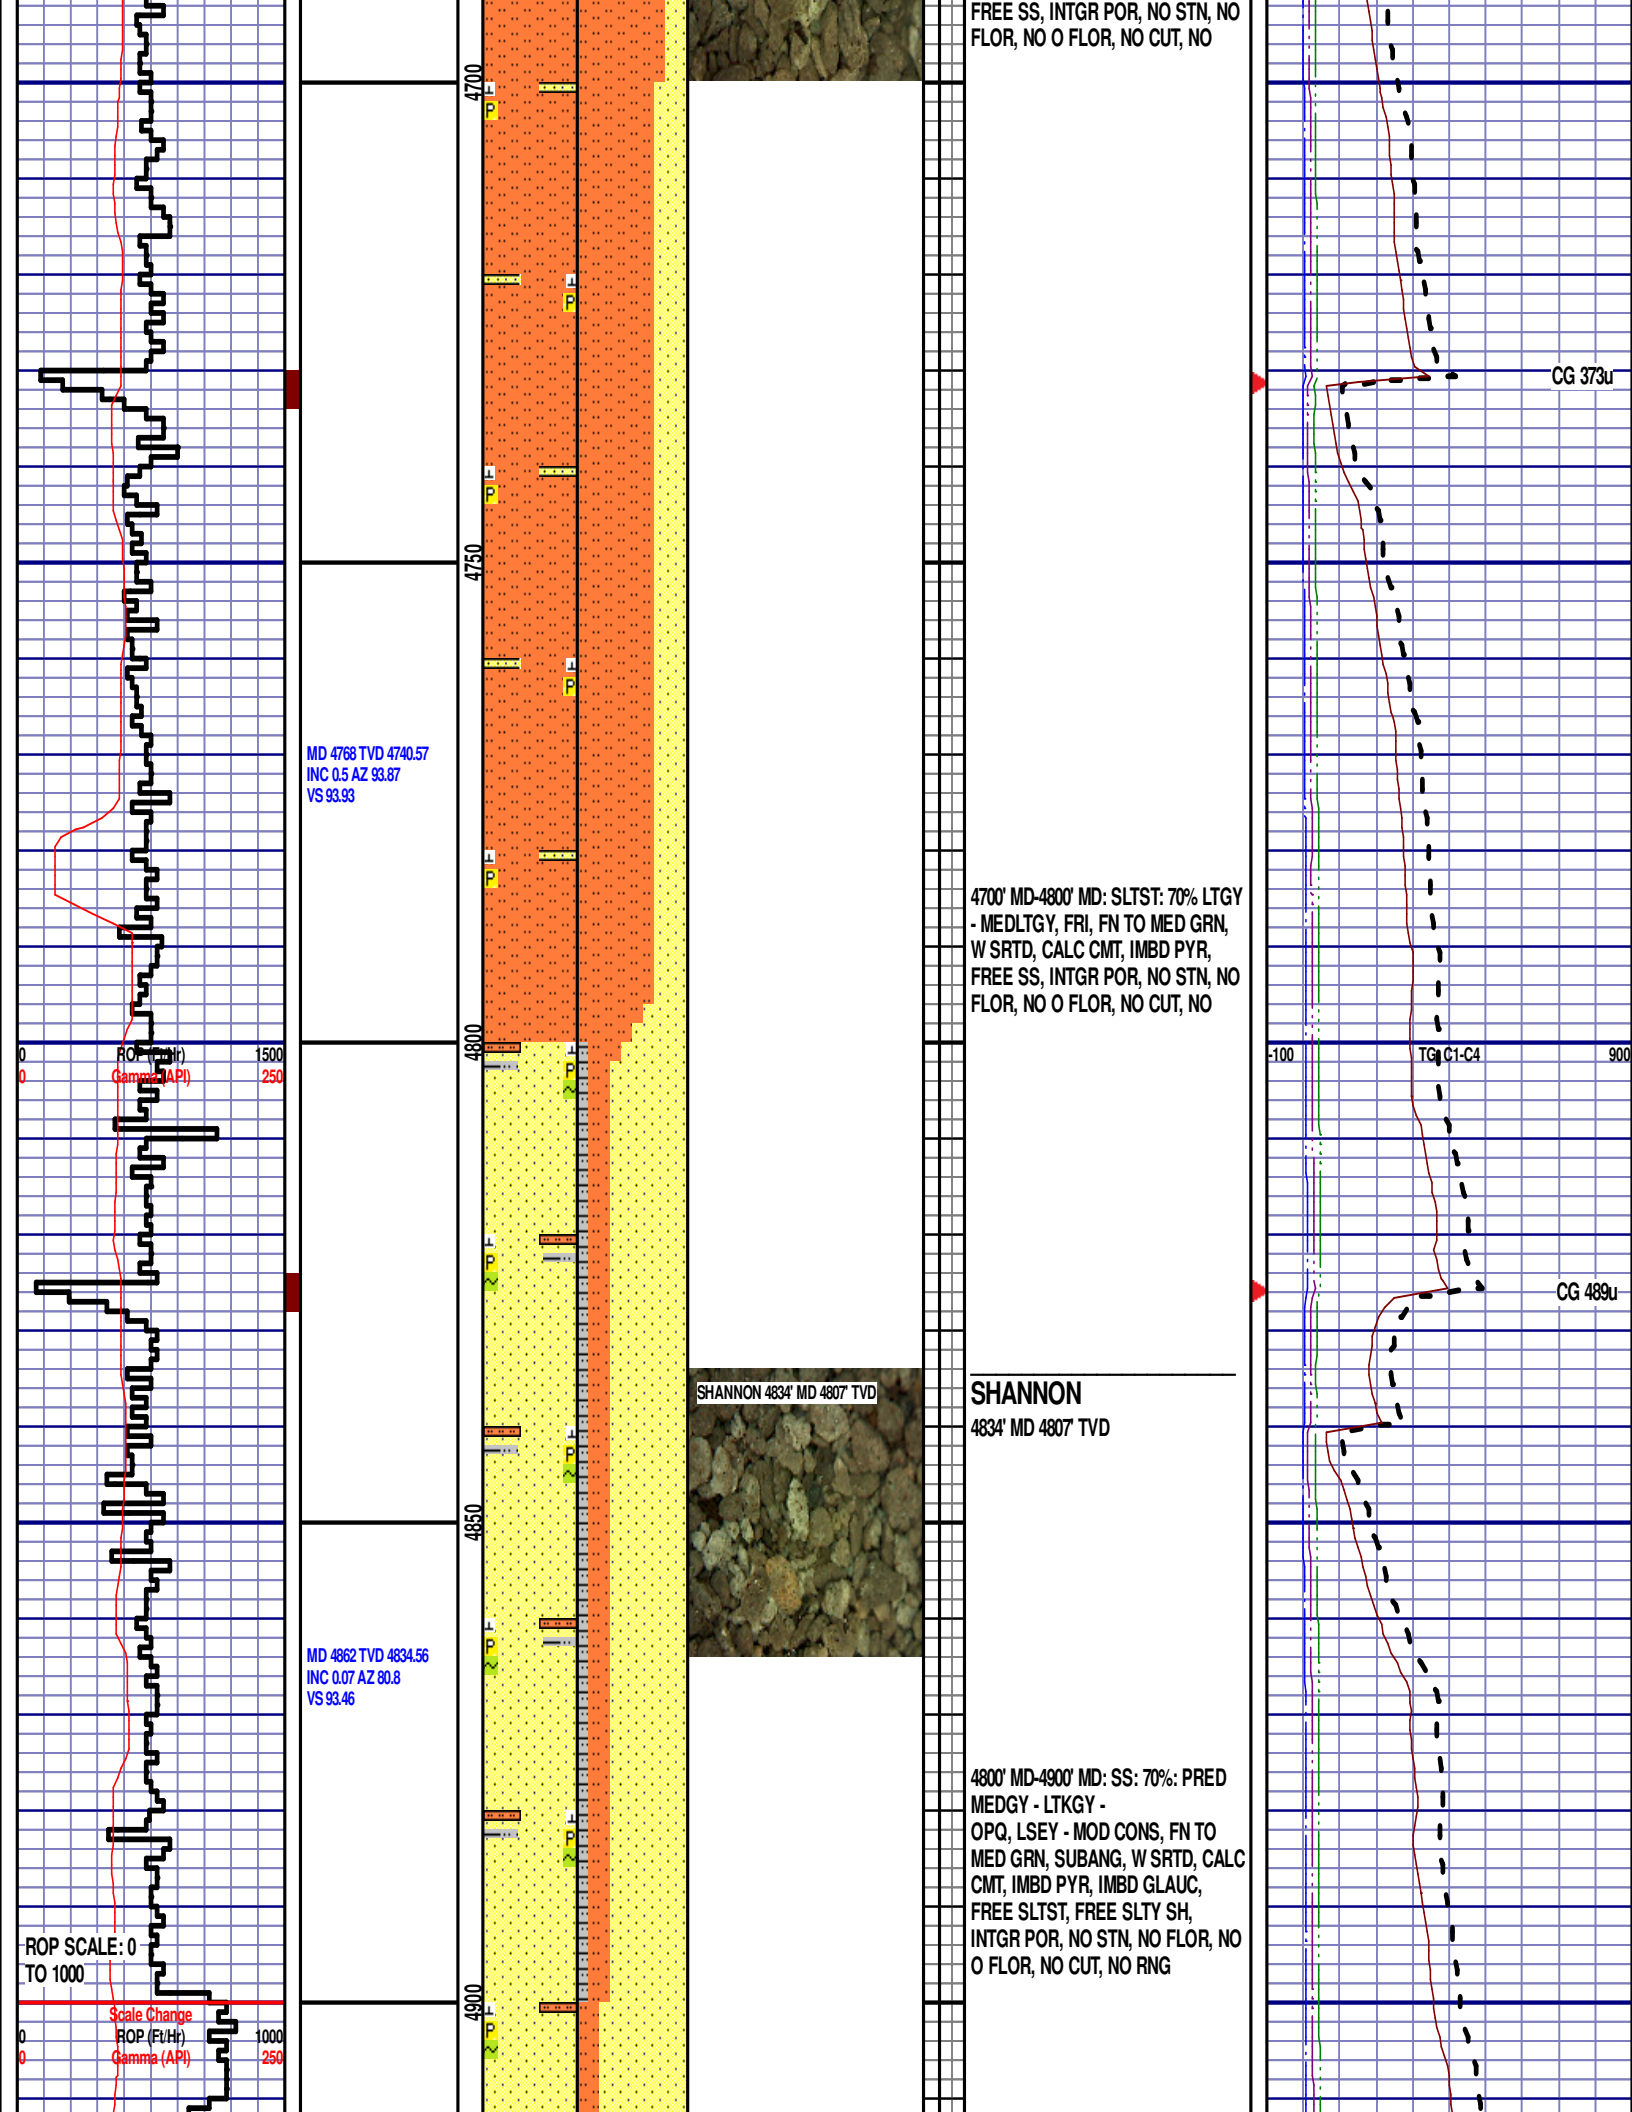 FREE SS, INTGR POR, NO STN, NO
FLOR, NO O FLOR, NO CUT, NO
4700
P
P
CG 373u
P
4750
P
MD 4768 TVD 4740.57
INC 0.5 AZ 93.87
VS 93.93
P
4700' MD-4800' MD: SLTST: 70% LTGY
- MEDLTGY, FRI, FN TO MED GRN,
W SRTD, CALC CMT, IMBD PYR,
FREE SS, INTGR POR, NO STN, NO
FLOR, NO O FLOR, NO CUT, NO
4800
0 ROP (Ft/Hr) 1500
0 Gamma (API) 250
-100 TG, C1-C4 900
P
P
CG 489u
SHANNON 4834' MD 4807' TVD
SHANNON
4834' MD 4807' TVD
P
4850
P
MD 4862 TVD 4834.56
INC 0.07 AZ 80.8
VS 93.46
4800' MD-4900' MD: SS: 70%: PRED
MEDGY - LTKGY -
OPQ, LSEY - MOD CONS, FN TO
MED GRN, SUBANG, W SRTD, CALC
CMT, IMBD PYR, IMBD GLAUC,
FREE SLTST, FREE SLTY SH,
INTGR POR, NO STN, NO FLOR, NO
O FLOR, NO CUT, NO RNG
P
ROP SCALE: 0
TO 1000
4900
Scale Change
0 ROP (Ft/Hr) 1000
0 Gamma (API) 250
P